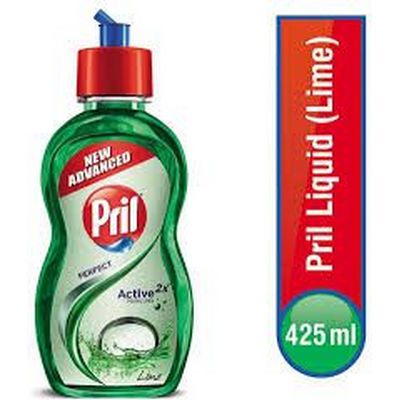 NEW
ADVANCED
Pril
PERFECT
Active 2x
Lime
Pril Liquid (Lime)
425 ml